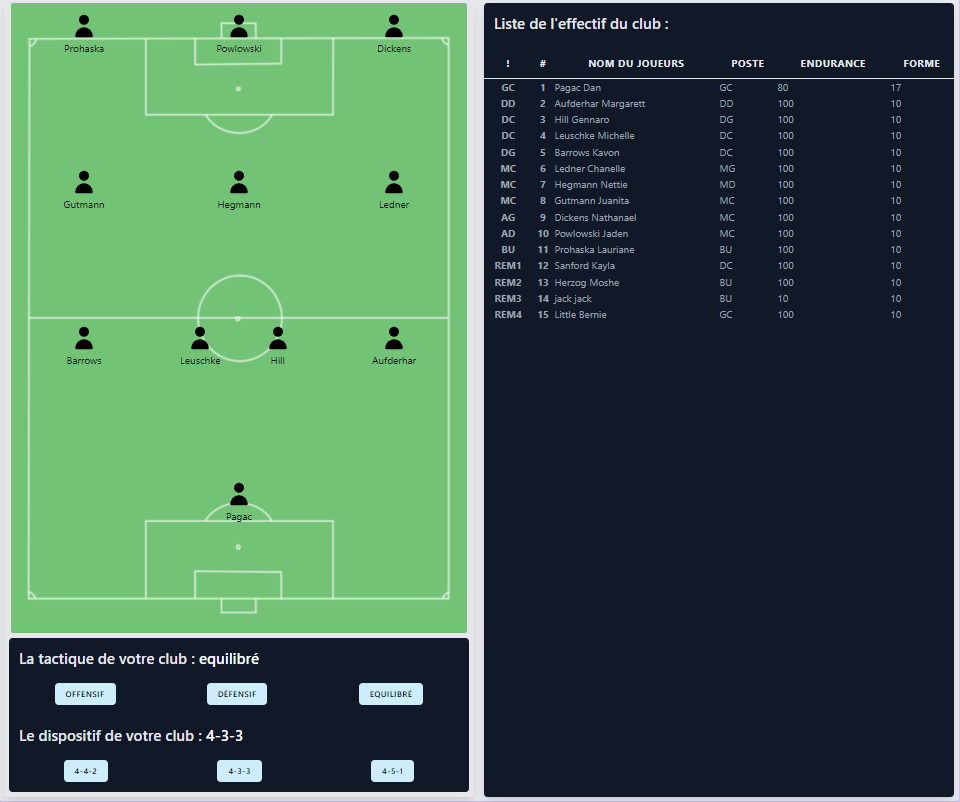 Prohaska Powlowski Dickens
Gutmann Hegmann Ledner
Barrows Leuschke Hill Aufderhar
Pagac
La tactique de votre club : equilibré
OFFENSIF DÉFENSIF EQUILIBRÉ
Le dispositif de votre club : 4-3-3
4-4-2 4-3-3 4-5-1
Liste de l'effectif du club :
! # NOM DU JOUEURS POSTE ENDURANCE FORME
GC 1 Pagac Dan GC 80 17
DD 2 Aufderhar Margarett DD 100 10
DC 3 Hill Gennaro DG 100 10
DC 4 Leuschke Michelle DC 100 10
DG 5 Barrows Kavon DC 100 10
MC 6 Ledner Chanelle MG 100 10
MC 7 Hegmann Nettie MD 100 10
MC 8 Gutmann Juanita MC 100 10
AG 9 Dickens Nathanael MC 100 10
AD 10 Powlowski Jaden MC 100 10
BU 11 Prohaska Lauriane BU 100 10
REM1 12 Sanford Kayla DC 100 10
REM2 13 Herzog Moshe BU 100 10
REM3 14 jack jack BU 10 10
REM4 15 Little Bernie GC 100 10